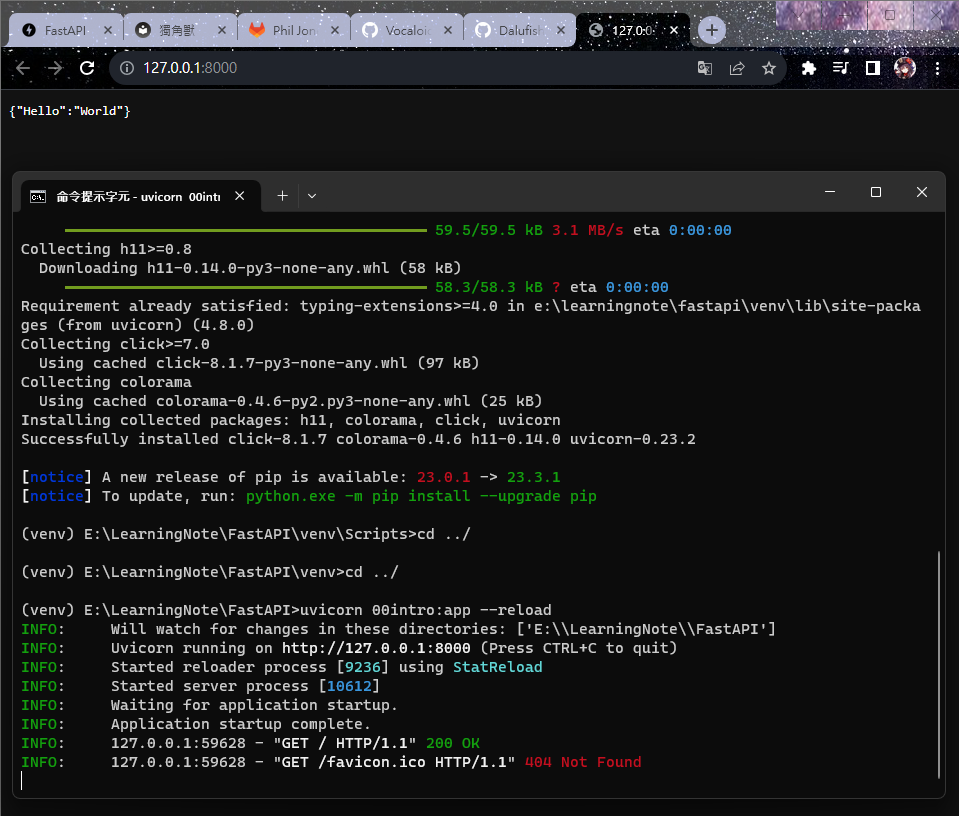 FastAPI
獨角獸
Phil Jon
Vocaloid
Dalufish
127.0.0.
127.0.0.1:8000
{"Hello":"World"}
命令提示字元 - uvicorn  00intr
59.5/59.5 kB 3.1 MB/s eta 0:00:00
Collecting h11>=0.8
  Downloading h11-0.14.0-py3-none-any.whl (58 kB)
58.3/58.3 kB ? eta 0:00:00
Requirement already satisfied: typing-extensions>=4.0 in e:\learningnote\fastapi\venv\lib\site-packa
ges (from uvicorn) (4.8.0)
Collecting click>=7.0
  Using cached click-8.1.7-py3-none-any.whl (97 kB)
Collecting colorama
  Using cached colorama-0.4.6-py2.py3-none-any.whl (25 kB)
Installing collected packages: h11, colorama, click, uvicorn
Successfully installed click-8.1.7 colorama-0.4.6 h11-0.14.0 uvicorn-0.23.2
[notice] A new release of pip is available: 23.0.1 -> 23.3.1
[notice] To update, run: python.exe -m pip install --upgrade pip
(venv) E:\LearningNote\FastAPI\venv\Scripts>cd ../
(venv) E:\LearningNote\FastAPI\venv>cd ../
(venv) E:\LearningNote\FastAPI>uvicorn 00intro:app --reload
INFO:     Will watch for changes in these directories: ['E:\\LearningNote\\FastAPI']
INFO:     Uvicorn running on http://127.0.0.1:8000 (Press CTRL+C to quit)
INFO:     Started reloader process [9236] using StatReload
INFO:     Started server process [10612]
INFO:     Waiting for application startup.
INFO:     Application startup complete.
INFO:     127.0.0.1:59628 - "GET / HTTP/1.1" 200 OK
INFO:     127.0.0.1:59628 - "GET /favicon.ico HTTP/1.1" 404 Not Found